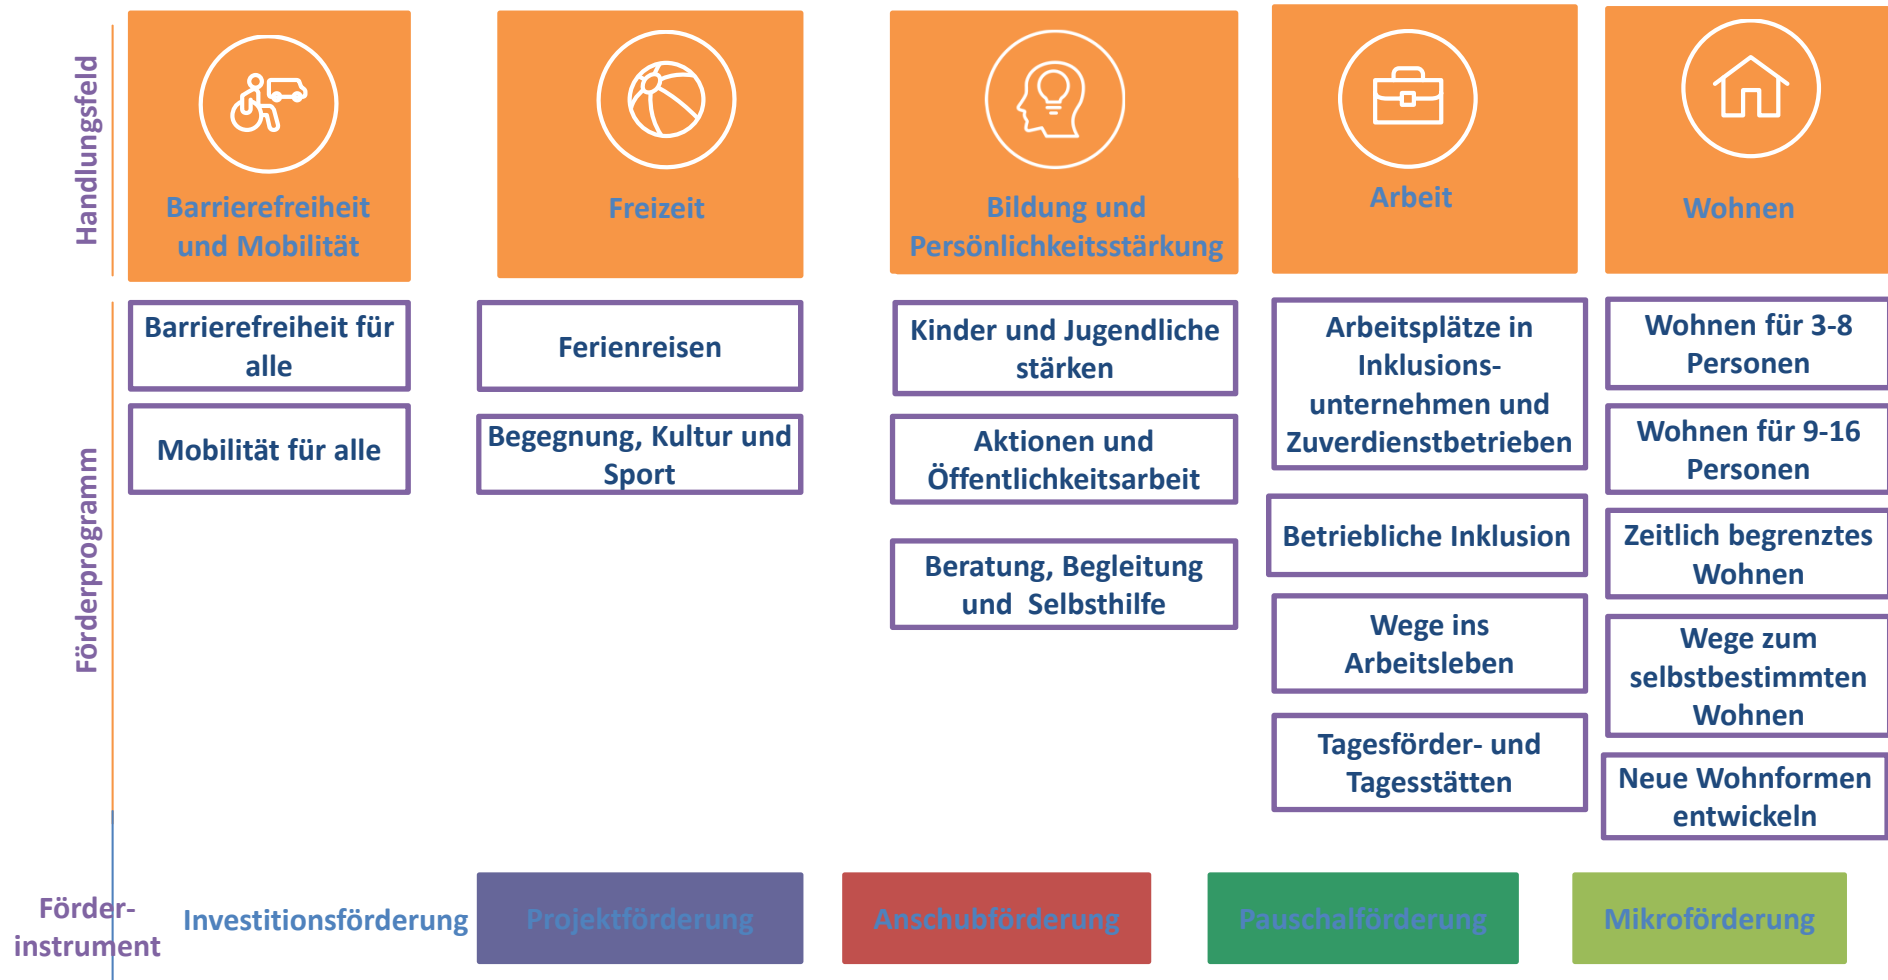 Handlungsfeld
Barrierefreiheit
und Mobilität
Freizeit
Bildung und
Persönlichkeitsstärkung
Arbeit
Wohnen
Förderprogramm
Barrierefreiheit für
alle
Mobilität für alle
Ferienreisen
Begegnung, Kultur und
Sport
Kinder und Jugendliche
stärken
Aktionen und
Öffentlichkeitsarbeit
Beratung, Begleitung
und Selbsthilfe
Arbeitsplätze in
Inklusions-
unternehmen und
Zuverdienstbetrieben
Betriebliche Inklusion
Wege ins
Arbeitsleben
Tagesförder- und
Tagesstätten
Wohnen für 3-8
Personen
Wohnen für 9-16
Personen
Zeitlich begrenztes
Wohnen
Wege zum
selbstbestimmten
Wohnen
Neue Wohnformen
entwickeln
Förder-
instrument
Investitionsförderung
Projektförderung
Anschubförderung
Pauschalförderung
Mikroförderung